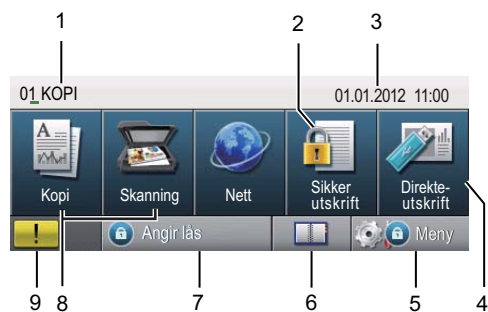 1 2 3
01 KOPI 01.01.2012 11:00
Kopi Skanning Nett Sikker utskrift Direkte-utskrift
! Angir lås Meny
9 8 7 6 5 4